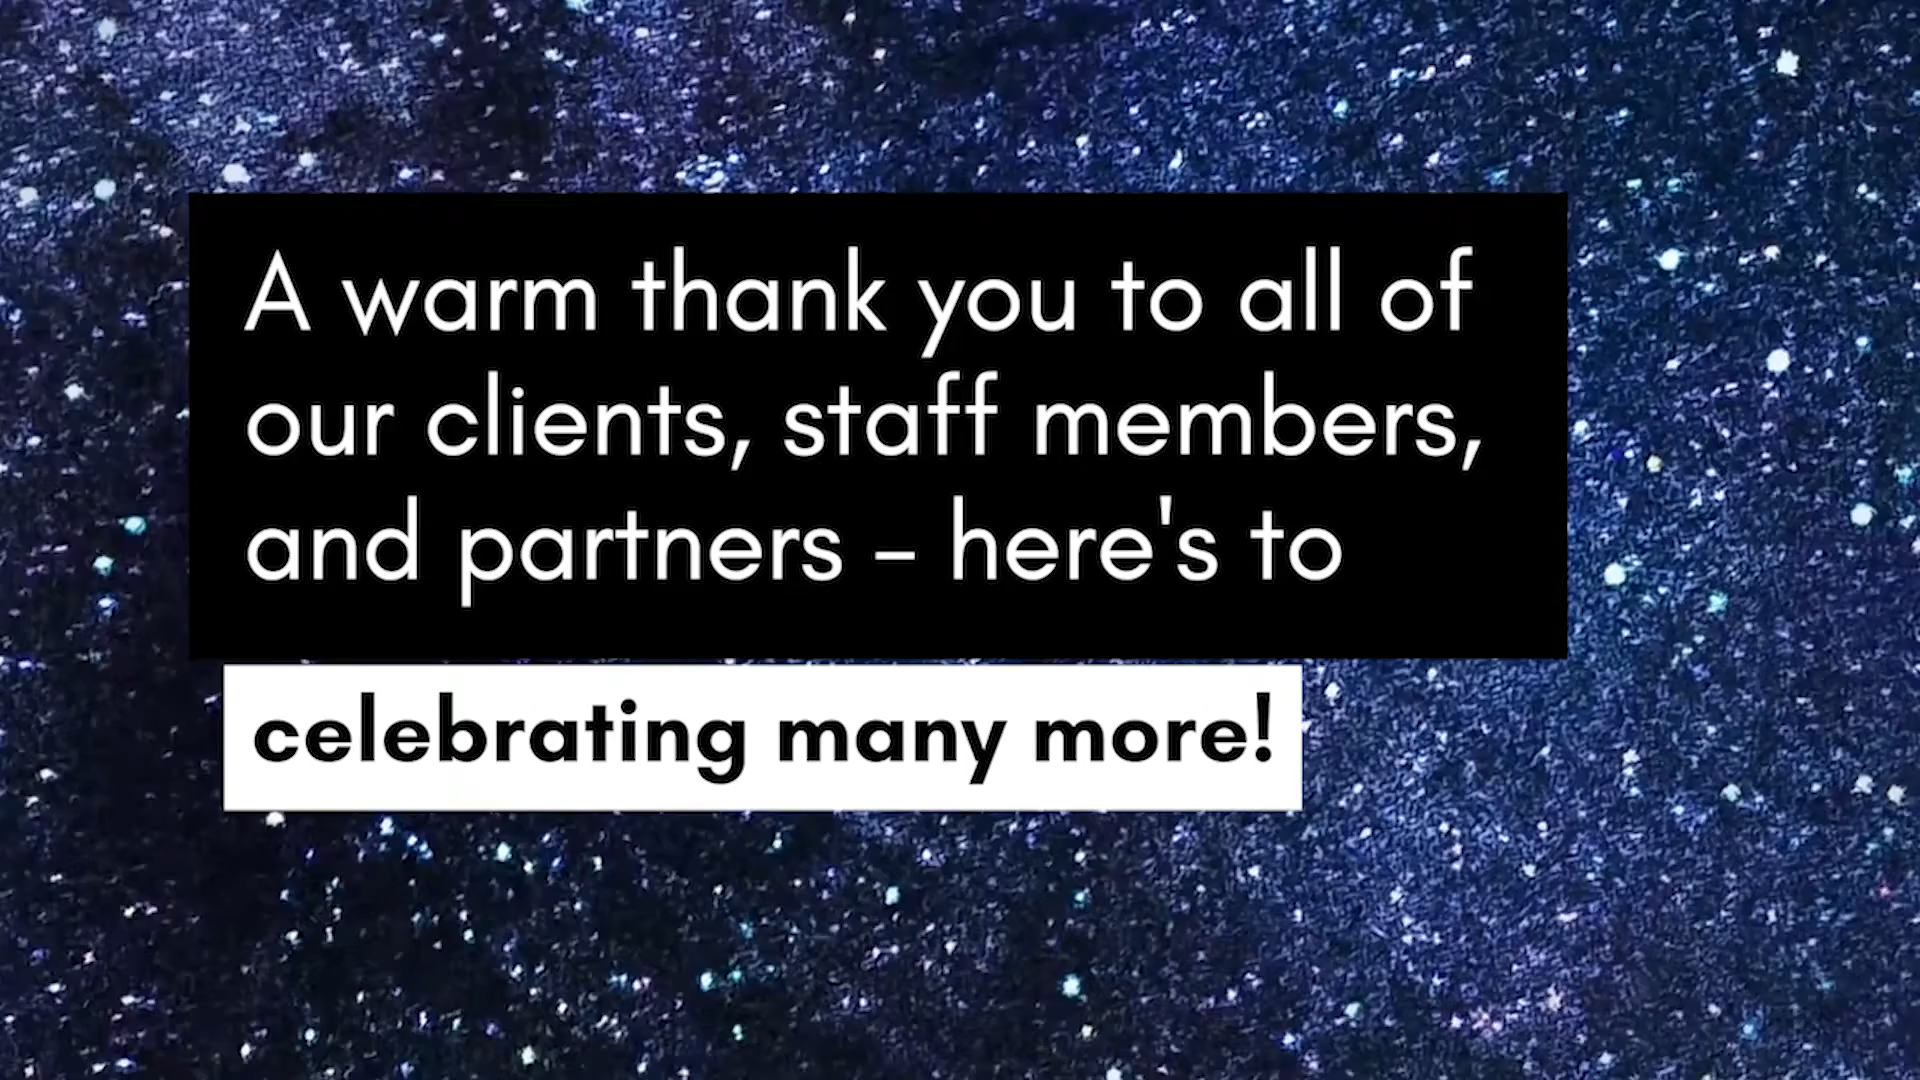 A warm thank you to all of
our clients, staff members,
and partners – here's to
celebrating many more!